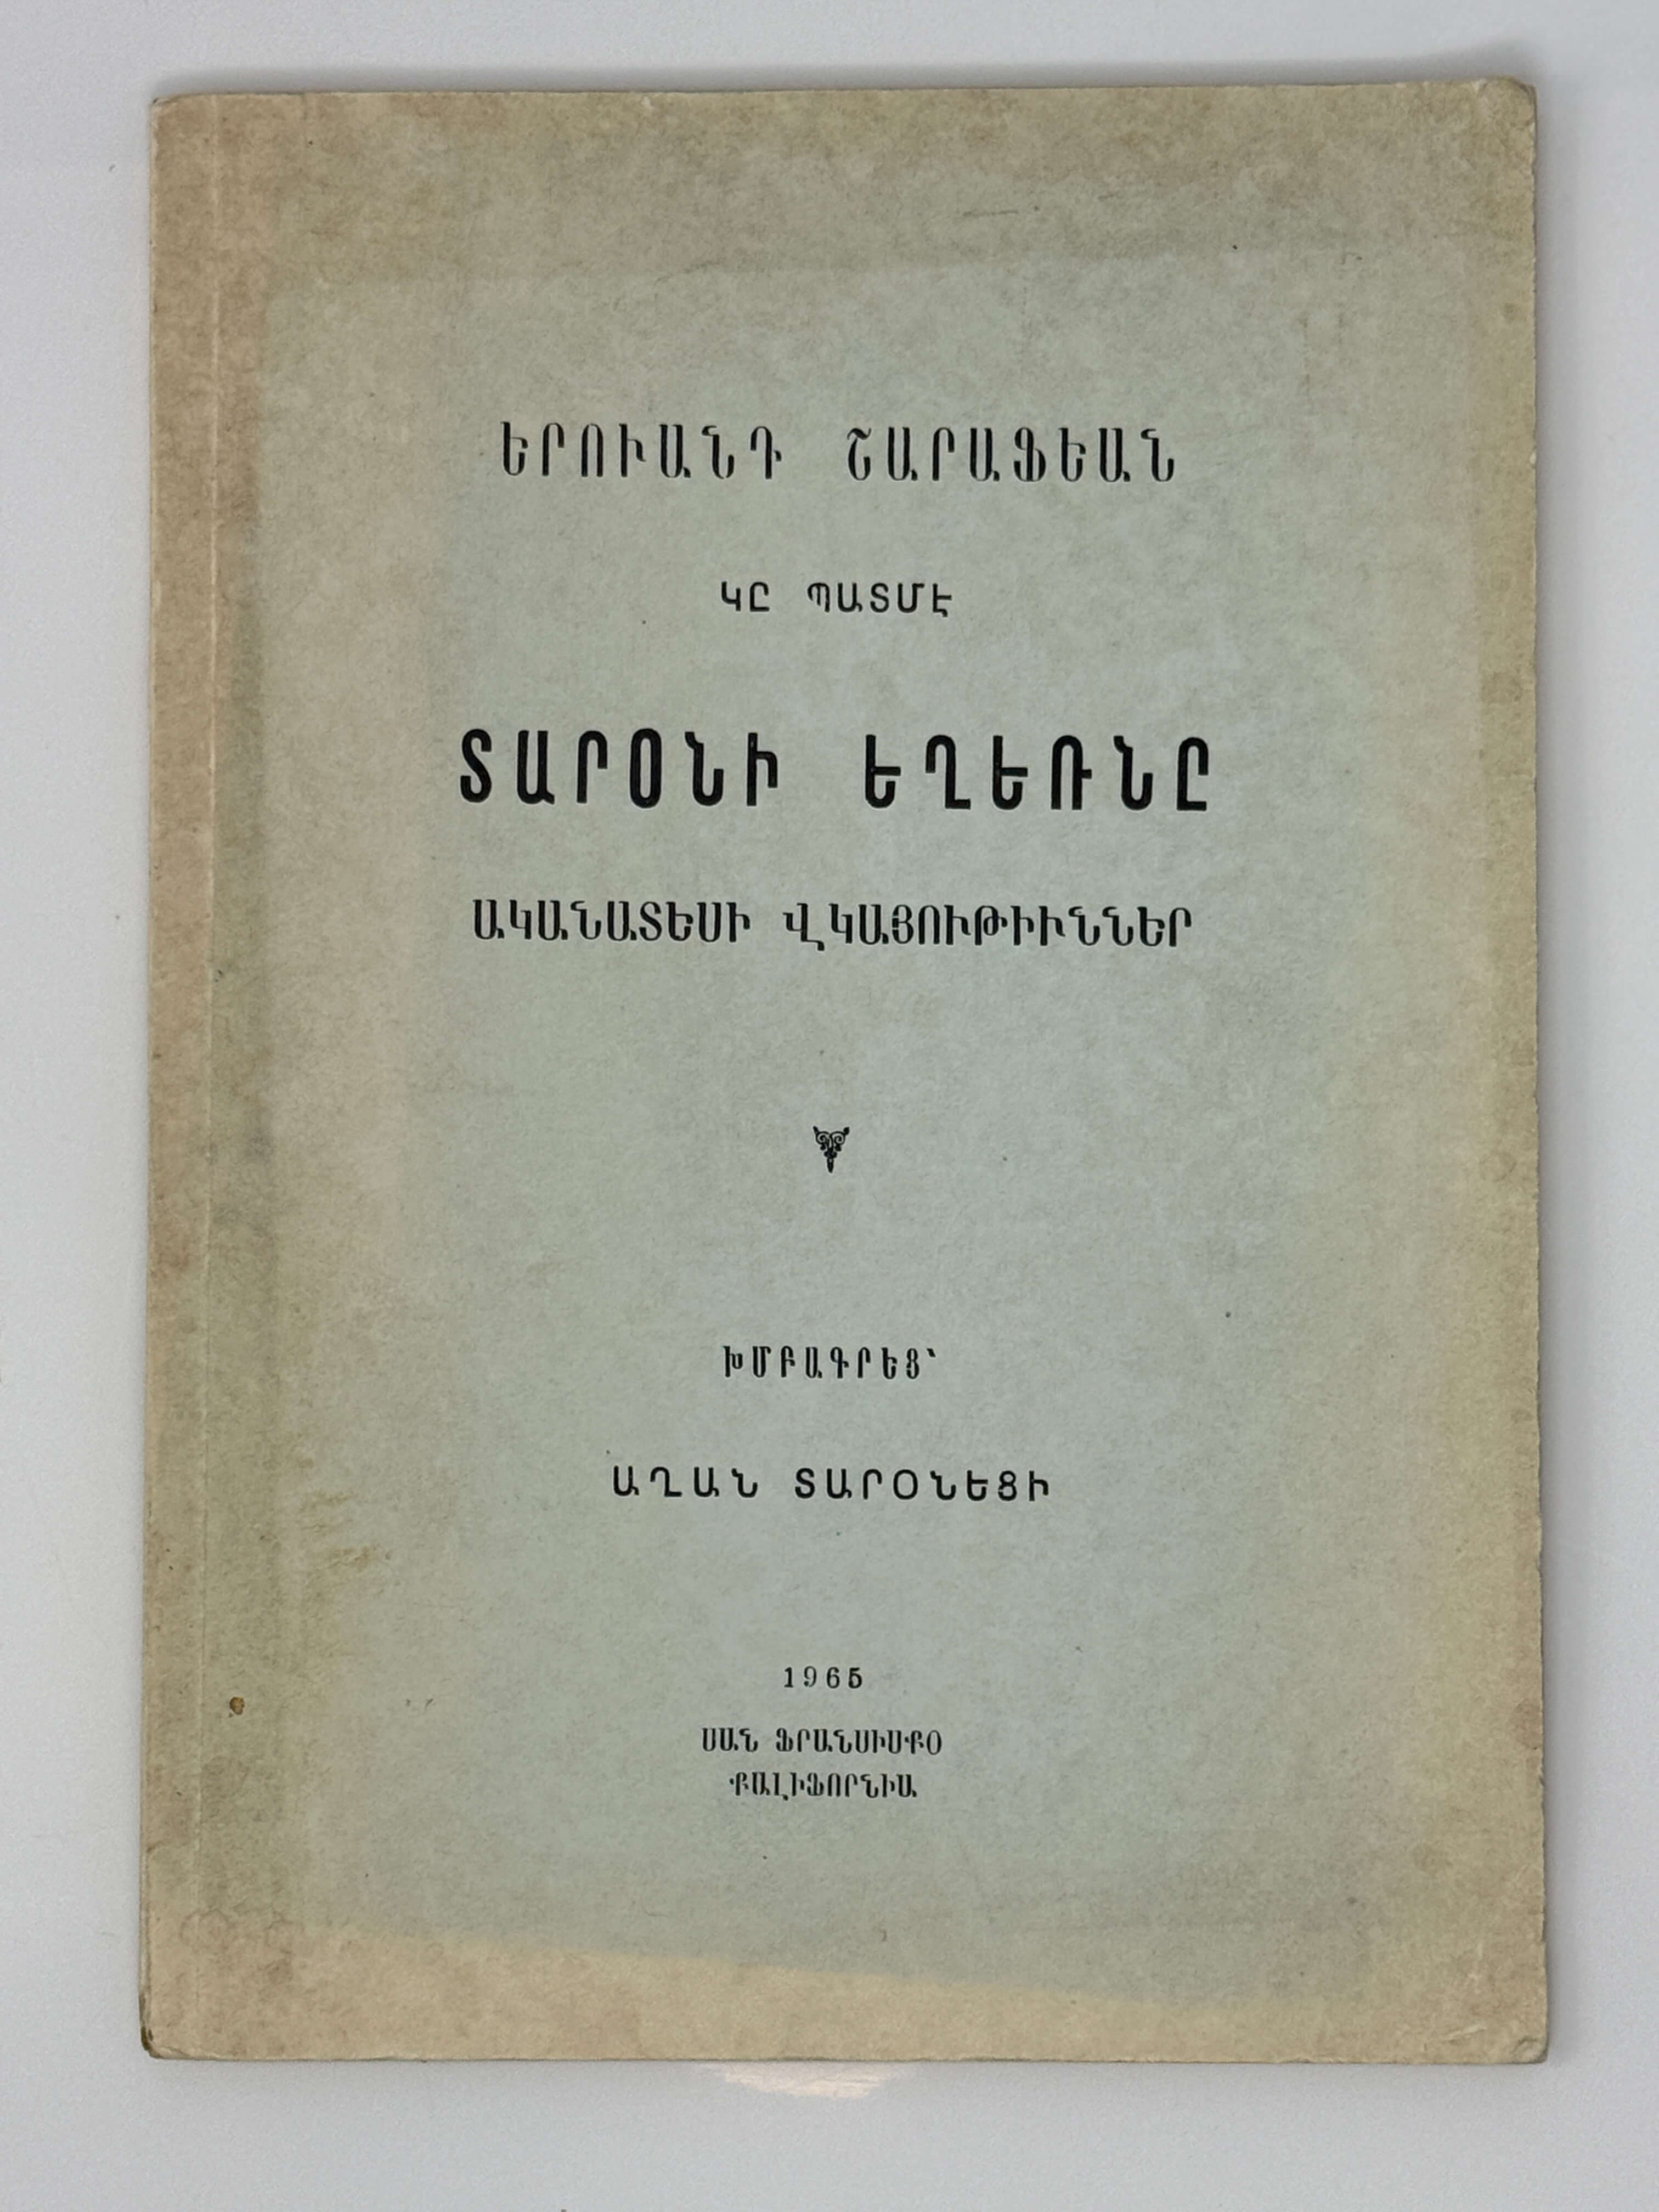 ԵՐՈՒԱՆԴ ՇԱՐԱՖԵԱՆ
ԿԸ ՊԱՏՄԷ
ՏԱՐՕՆԻ ԵՂԵՌՆԸ
ԱԿԱՆԱՏԵՍԻ ՎԿԱՅՈՒԹԻՒՆՆԵՐ
ԽՄԲԱԳՐԵՑ՝
ԱՂԱՆ ՏԱՐՕՆԵՑԻ
1965
ՍԱՆ ՖՐԱՆՍԻՍՔՕ
ՔԱԼԻՖՈՐՆԻԱ